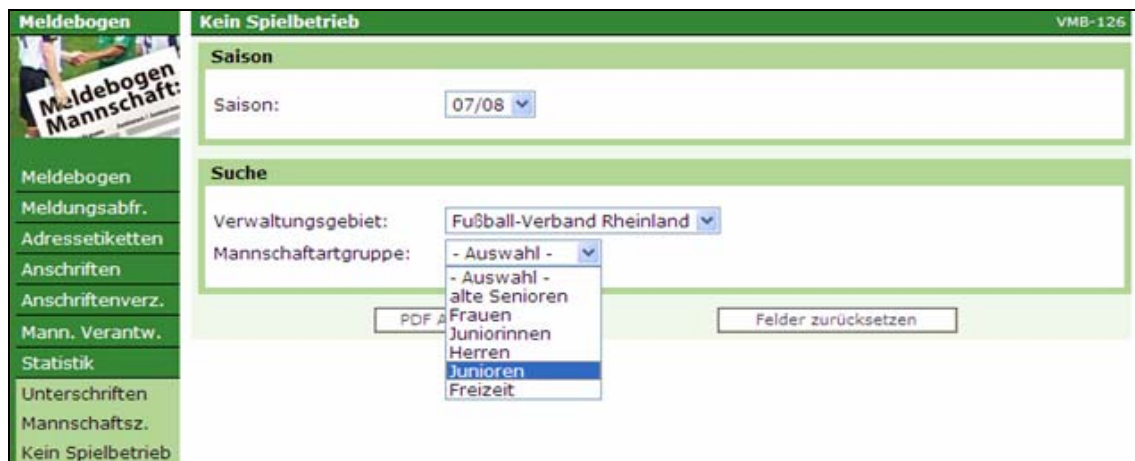 Meldebogen
Kein Spielbetrieb VMB-126
Meldebogen
Mannschaft:
Meldebogen
Meldungsabfr.
Adressetiketten
Anschriften
Anschriftenverz.
Mann. Verantw.
Statistik
Unterschriften
Mannschaftsz.
Kein Spielbetrieb
Saison
Saison: 07/08
Suche
Verwaltungsgebiet: Fußball-Verband Rheinland
Mannschaftartgruppe: - Auswahl -
- Auswahl -
alte Senioren
Frauen
Juniorinnen
Herren
Junioren
Freizeit
PDF
Felder zurücksetzen